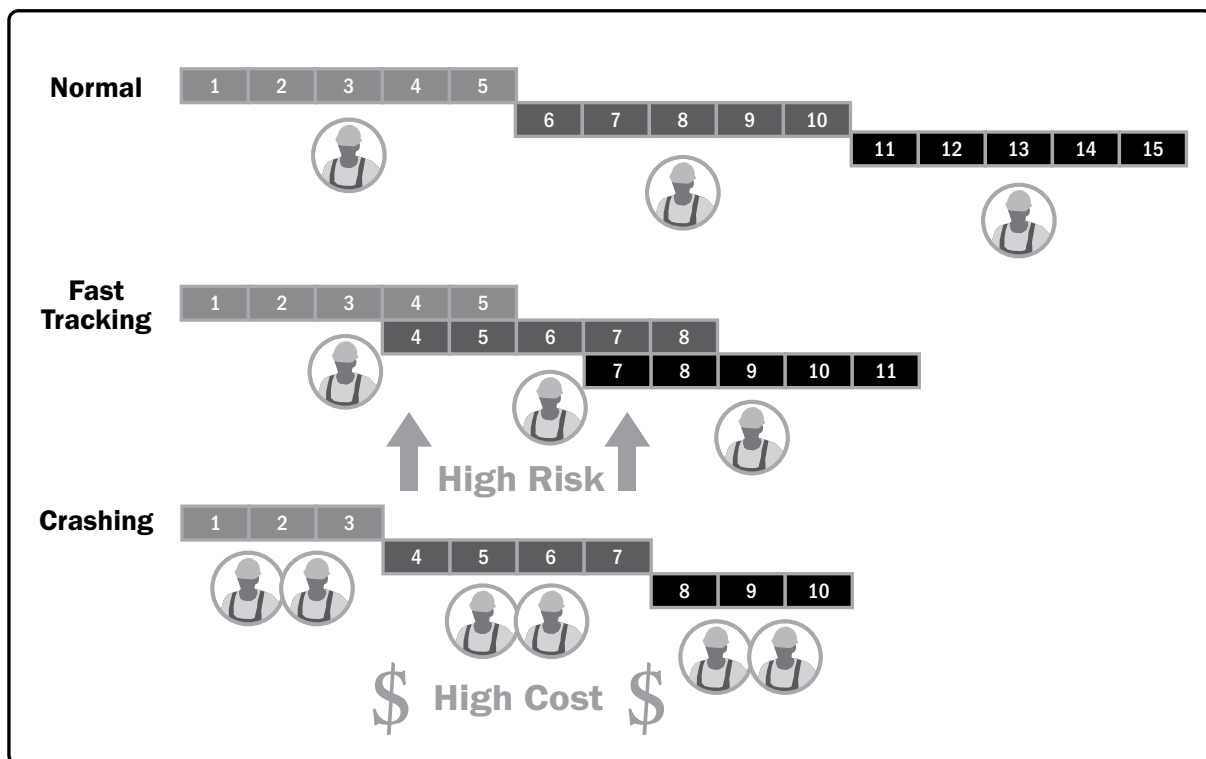 Normal
1 2 3 4 5
6 7 8 9 10
11 12 13 14 15
Fast
Tracking
1 2 3 4 5
4 5 6 7 8
7 8 9 10 11
High Risk
Crashing
1 2 3
4 5 6 7
8 9 10
$ High Cost $